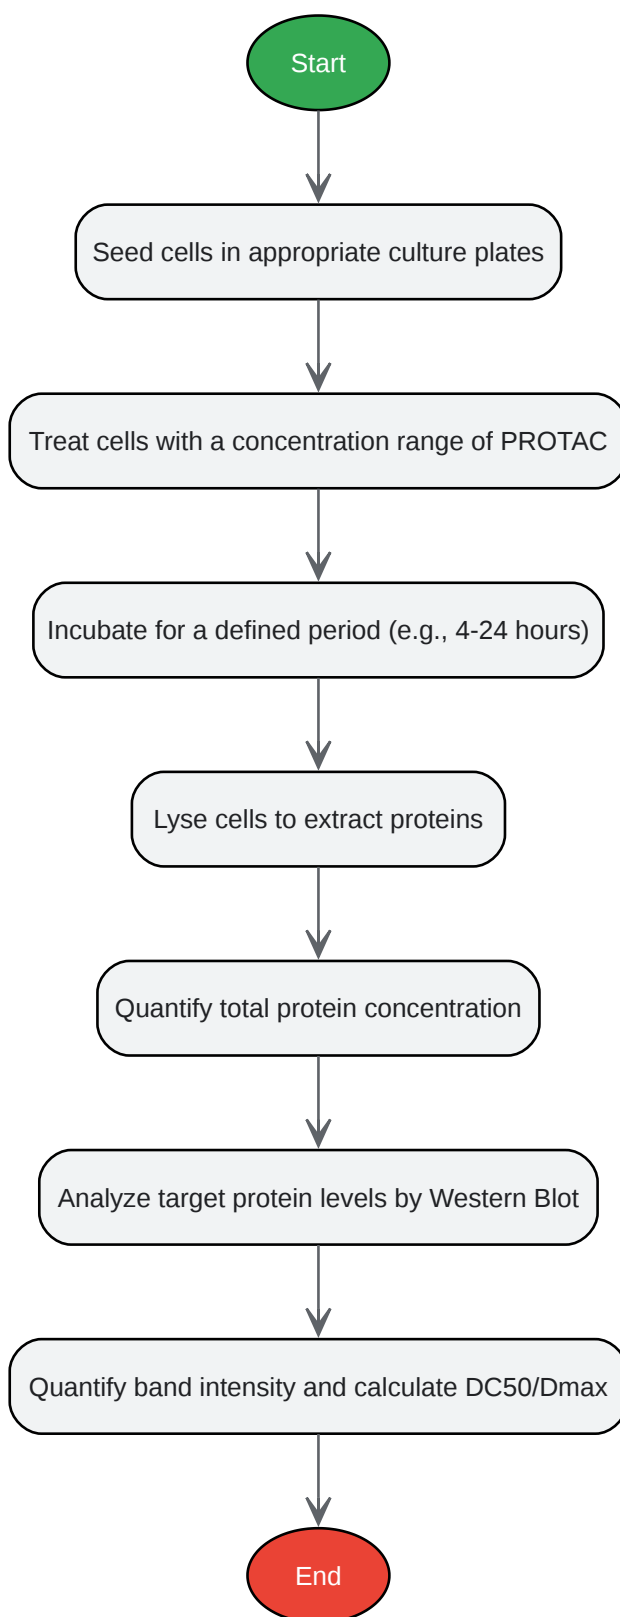 Start
Seed cells in appropriate culture plates
Treat cells with a concentration range of PROTAC
Incubate for a defined period (e.g., 4-24 hours)
Lyse cells to extract proteins
Quantify total protein concentration
Analyze target protein levels by Western Blot
Quantify band intensity and calculate DC50/Dmax
End